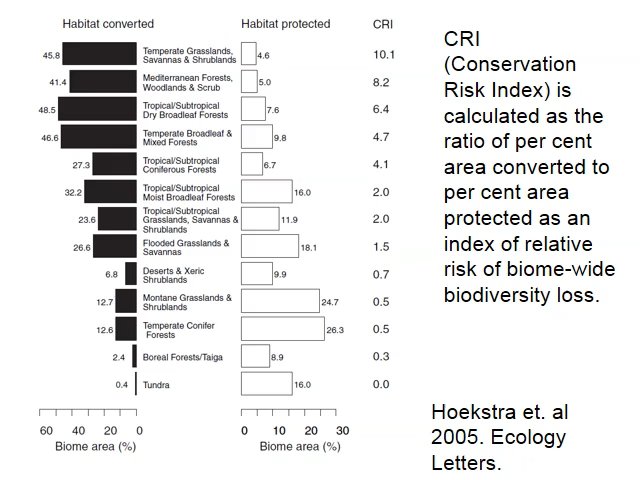 Habitat converted Habitat protected CRI
45.8 Temperate Grasslands, Savannas & Shrublands 4.6 10.1
41.4 Mediterranean Forests, Woodlands & Scrub 5.0 8.2
48.5 Tropical/Subtropical Dry Broadleaf Forests 7.6 6.4
46.6 Temperate Broadleaf & Mixed Forests 9.8 4.7
27.3 Tropical/Subtropical Coniferous Forests 6.7 4.1
32.2 Tropical/Subtropical Moist Broadleaf Forests 16.0 2.0
23.6 Tropical/Subtropical Grasslands, Savannas & Shrublands 11.9 2.0
26.6 Flooded Grasslands & Savannas 18.1 1.5
6.8 Deserts & Xeric Shrublands 9.9 0.7
12.7 Montane Grasslands & Shrublands 24.7 0.5
12.6 Temperate Conifer Forests 26.3 0.5
2.4 Boreal Forests/Taiga 8.9 0.3
0.4 Tundra 16.0 0.0
60 40 20 0 0 10 20 30
Biome area (%) Biome area (%)
CRI
(Conservation
Risk Index) is
calculated as the
ratio of per cent
area converted to
per cent area
protected as an
index of relative
risk of biome-wide
biodiversity loss.
Hoekstra et. al
2005. Ecology
Letters.